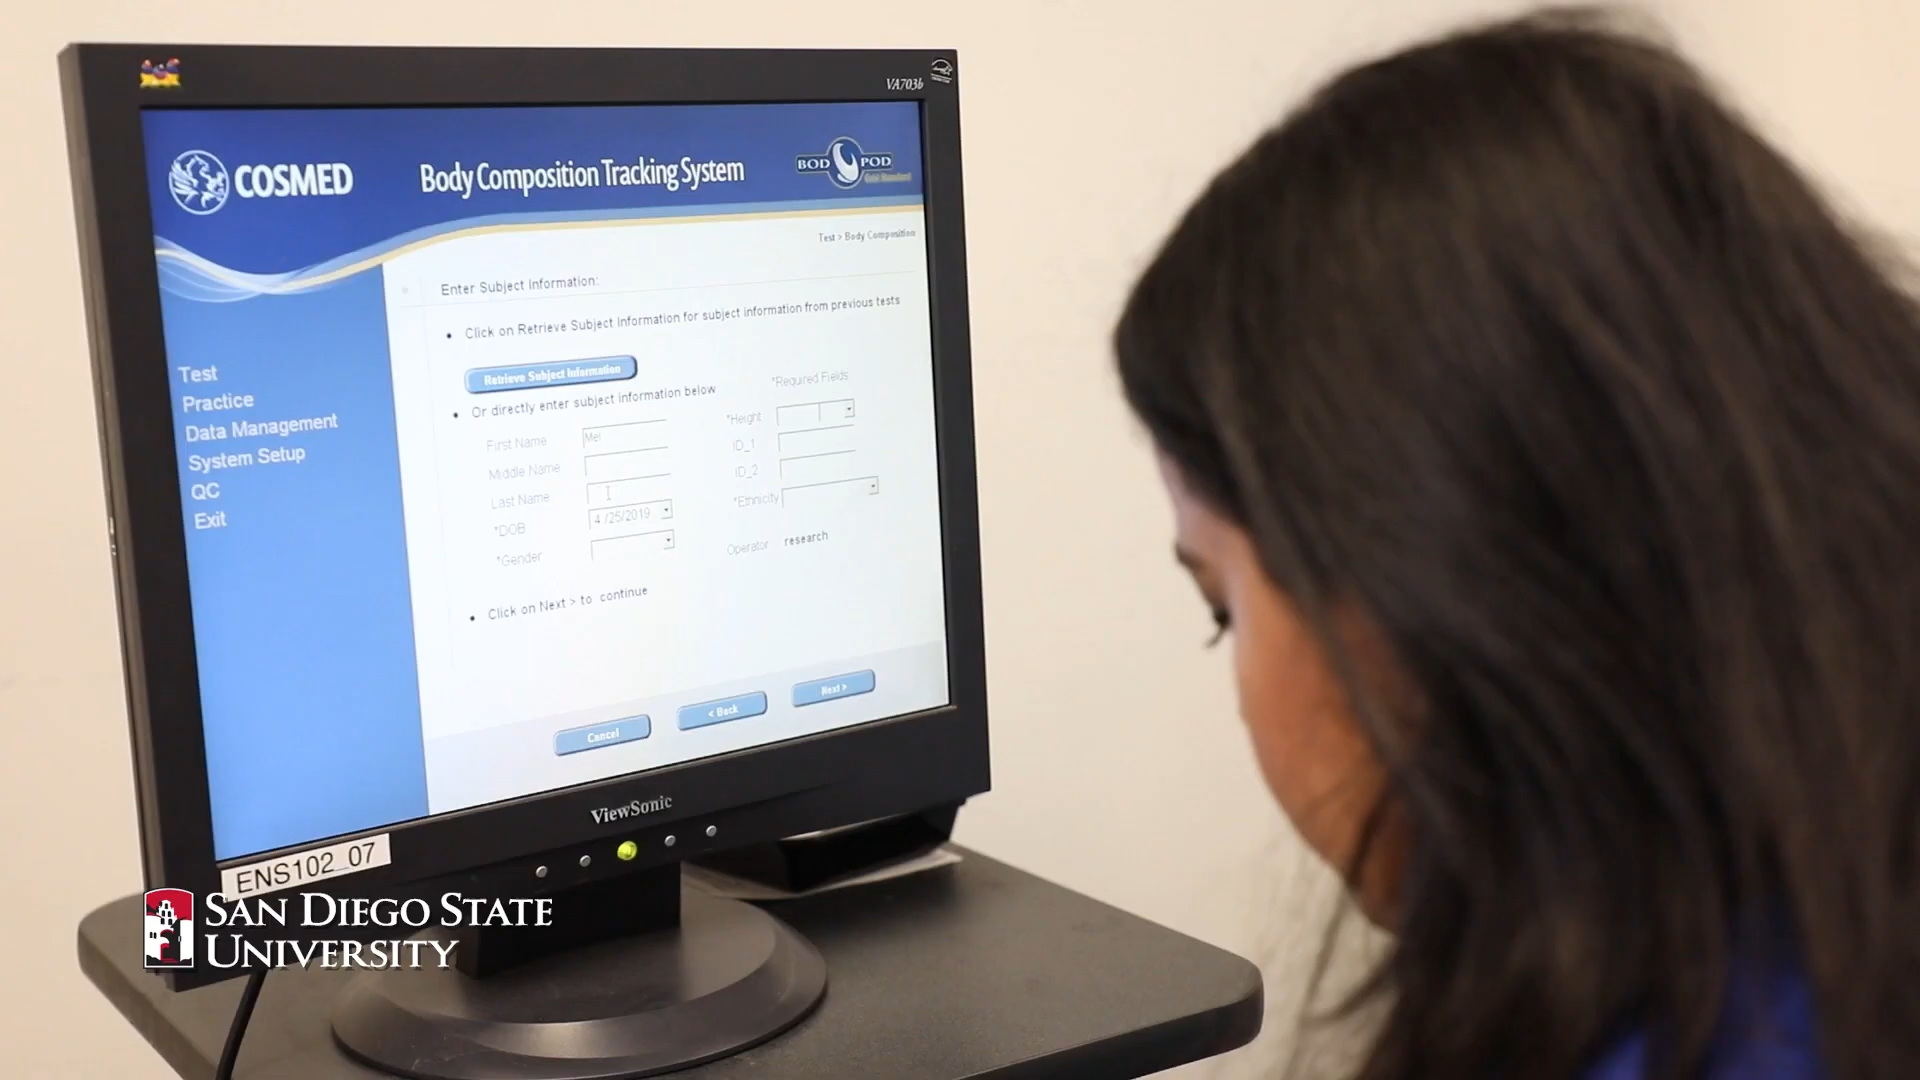 VA703b
COSMED
Body Composition Tracking System
BOD POD
Gold Standard
Test > Body Composition
Enter Subject Information:
Click on Retrieve Subject Information for subject information from previous tests
Retrieve Subject Information
Or directly enter subject information below
*Required Fields
First Name Mel
Middle Name
Last Name
*DOB 4 /25/2019
*Gender
*Height
ID_1
ID_2
*Ethnicity
Operator research
Click on Next > to continue
Cancel
< Back
Next >
Test
Practice
Data Management
System Setup
QC
Exit
ViewSonic
ENS102_07
SAN DIEGO STATE
UNIVERSITY